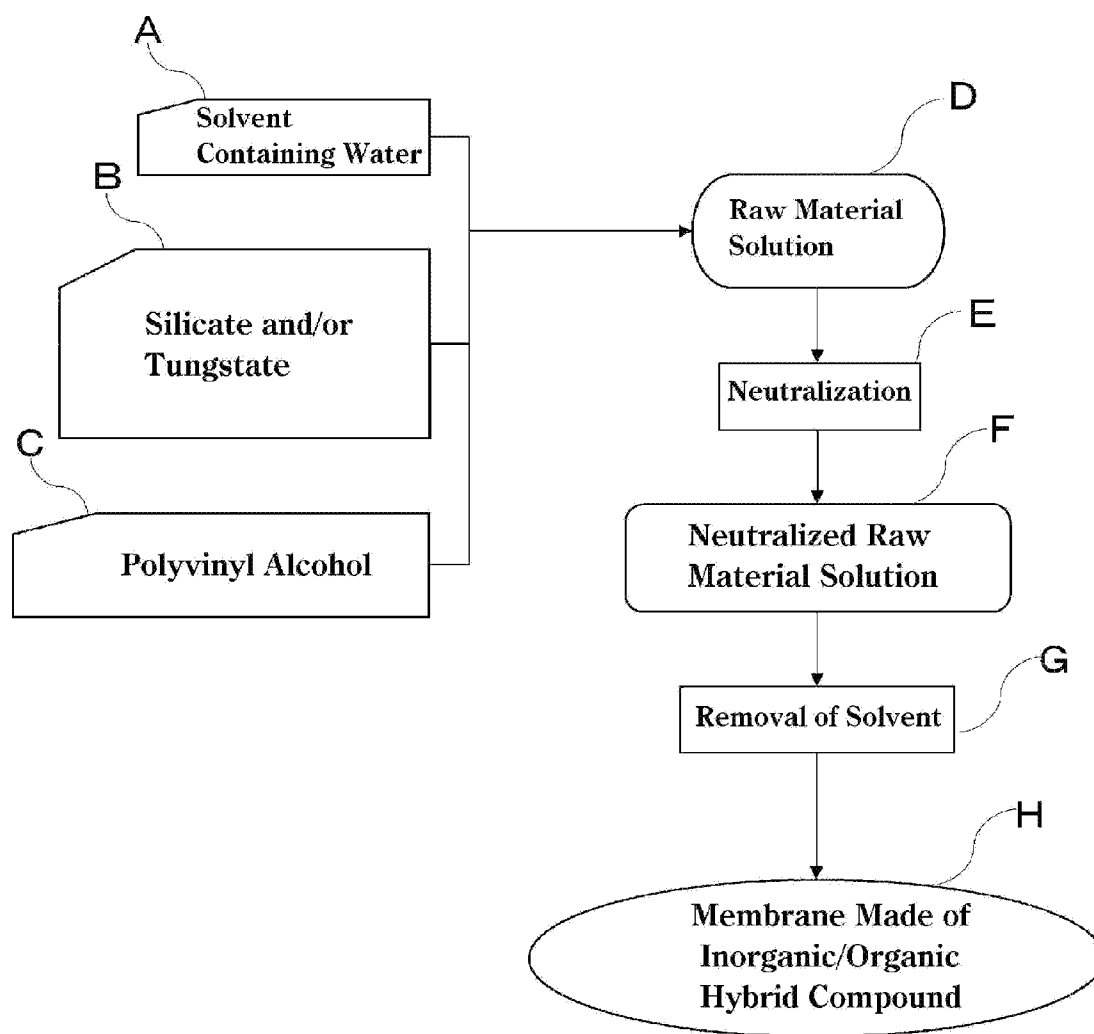 A
Solvent
Containing Water
B
Silicate and/or
Tungstate
C
Polyvinyl Alcohol
D
Raw Material
Solution
E
Neutralization
F
Neutralized Raw
Material Solution
G
Removal of Solvent
H
Membrane Made of
Inorganic/Organic
Hybrid Compound